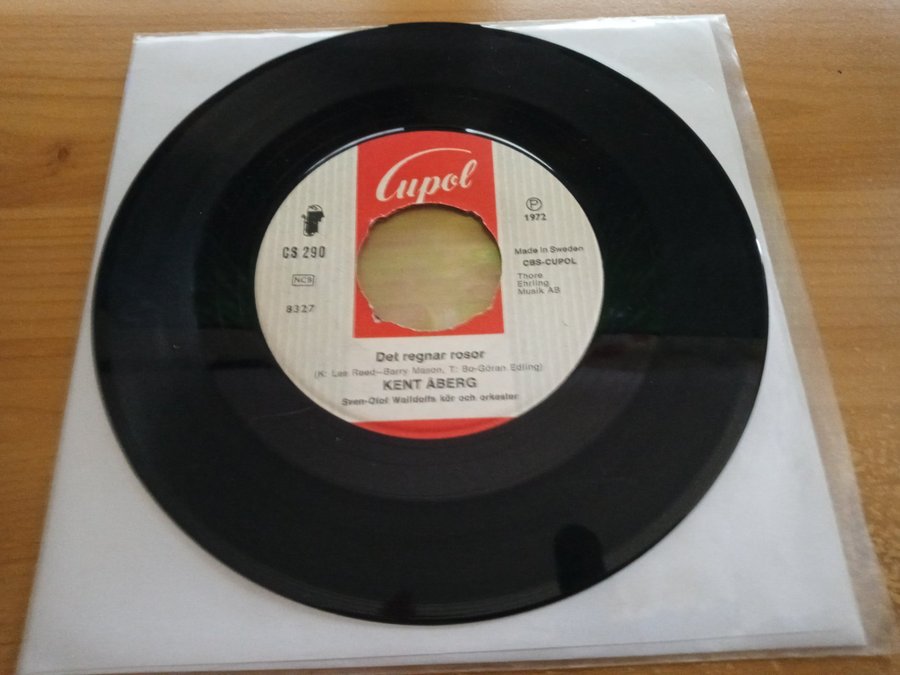 Cupol
CS 290
NCB
8327
℗
1972
Made in Sweden
CBS-CUPOL
Thore
Ehrling
Musik AB
Det regnar rosor
(K: Les Reed—Barry Mason, T: Bo-Göran Edling)
KENT ÅBERG
Sven-Olof Walldoffs kör och orkester